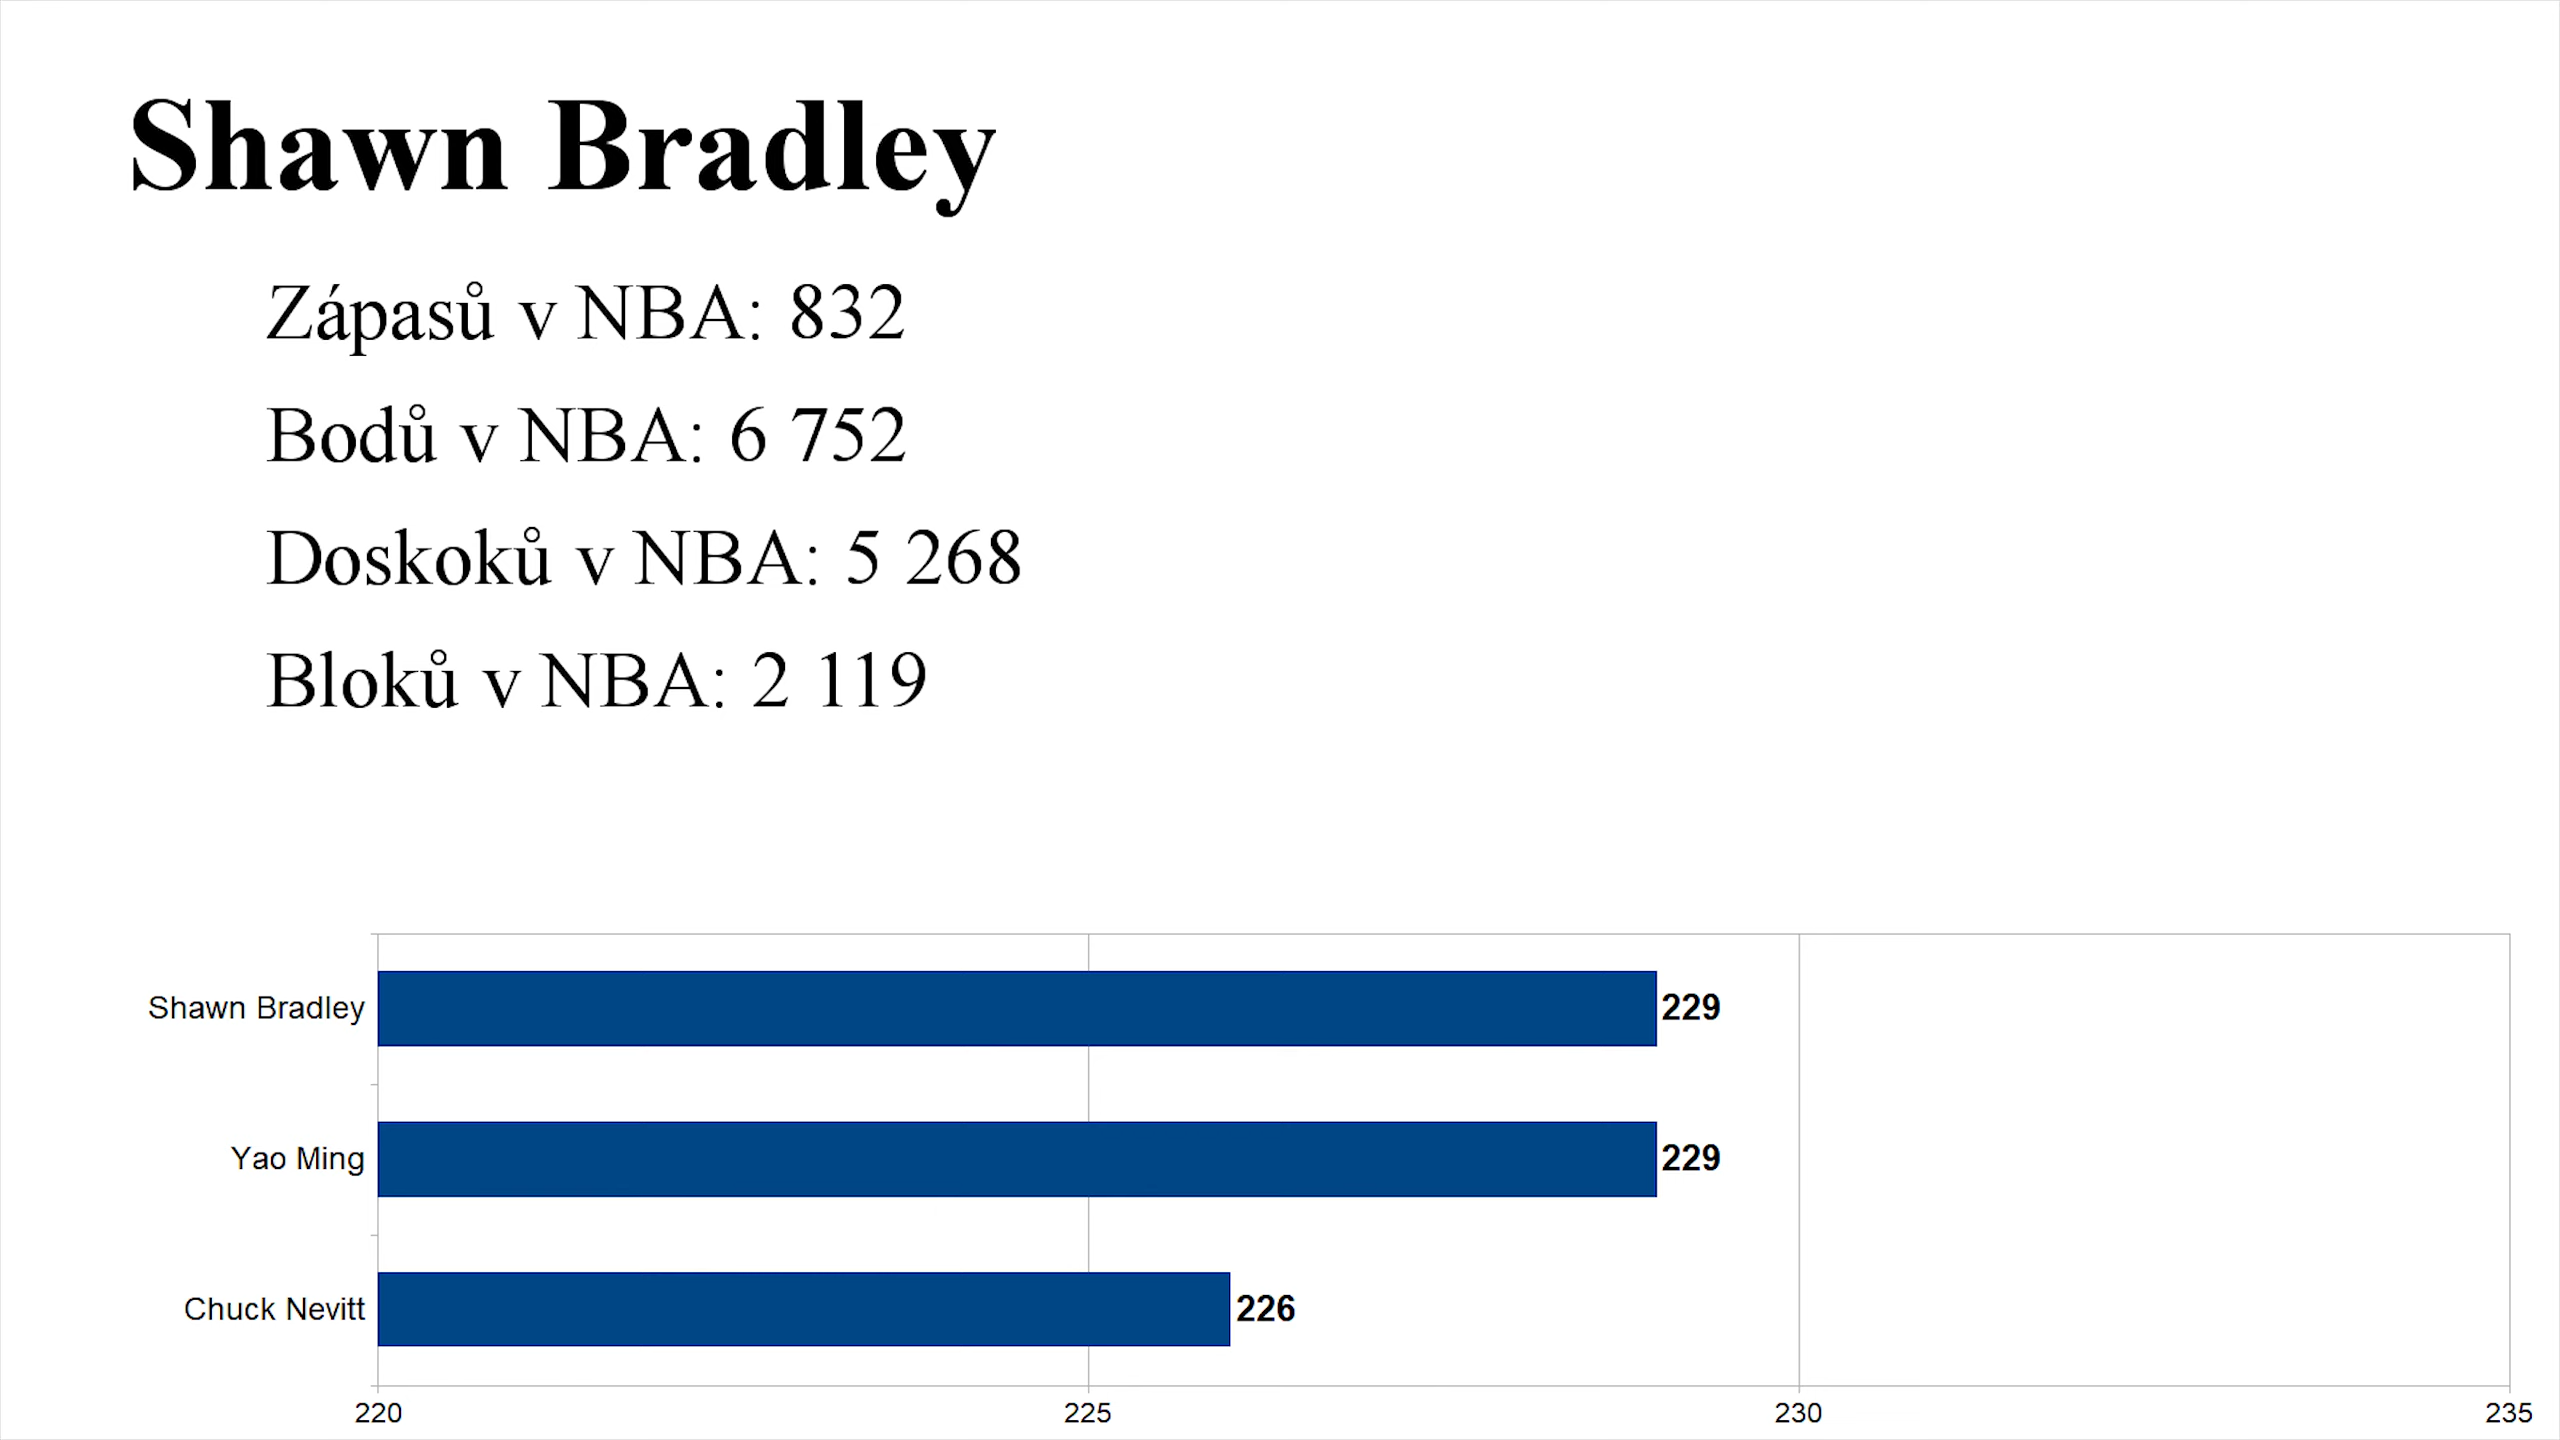 Shawn Bradley
Zápasů v NBA: 832
Bodů v NBA: 6 752
Doskoků v NBA: 5 268
Bloků v NBA: 2 119
Shawn Bradley 229
Yao Ming 229
Chuck Nevitt 226
220 225 230 235